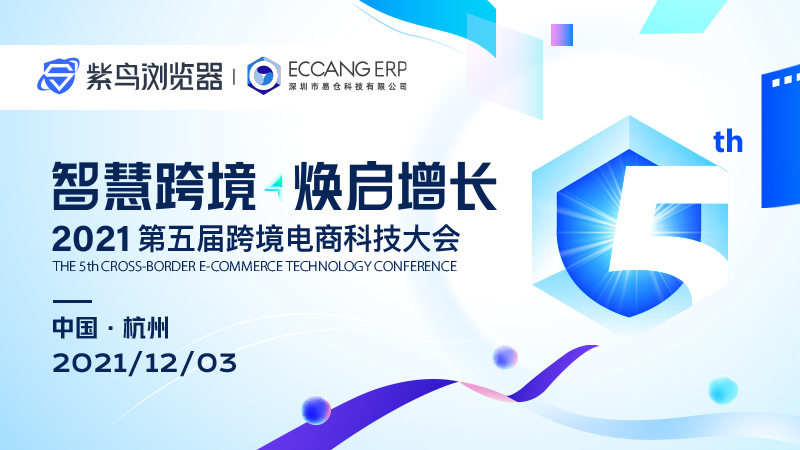 紫鸟浏览器 | ECCANG ERP
深圳市易仓科技有限公司
5th
智慧跨境 焕启增长
2021 第五届跨境电商科技大会
THE 5th CROSS-BORDER E-COMMERCE TECHNOLOGY CONFERENCE
中国 · 杭州
2021/12/03